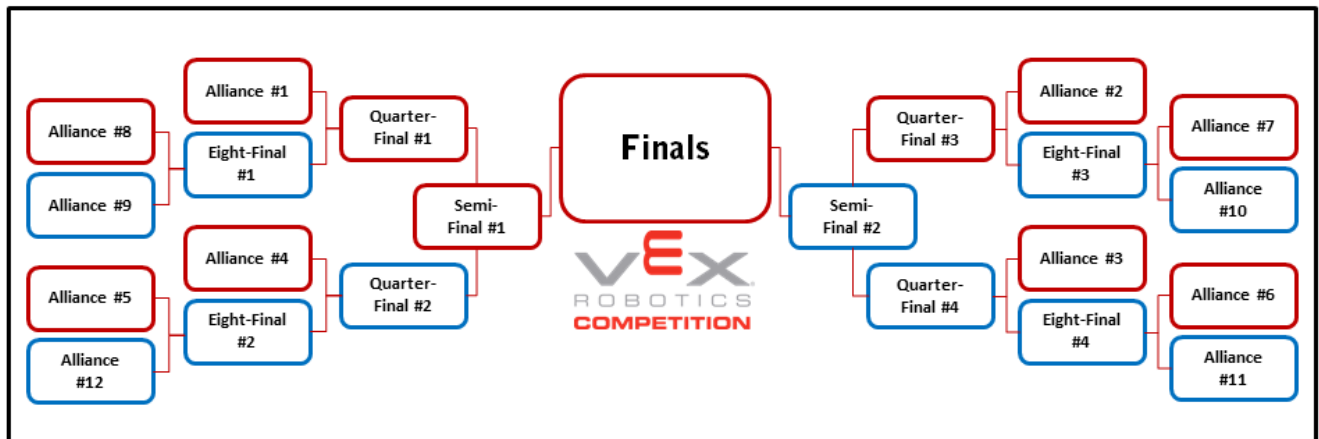 Alliance #8
Alliance #9
Alliance #5
Alliance
#12
Alliance #1
Eight-Final
#1
Alliance #4
Eight-Final
#2
Quarter-
Final #1
Quarter-
Final #2
Semi-
Final #1
Finals
VEX
ROBOTICS
COMPETITION
Semi-
Final #2
Quarter-
Final #3
Quarter-
Final #4
Alliance #2
Eight-Final
#3
Alliance #3
Eight-Final
#4
Alliance #7
Alliance
#10
Alliance #6
Alliance
#11